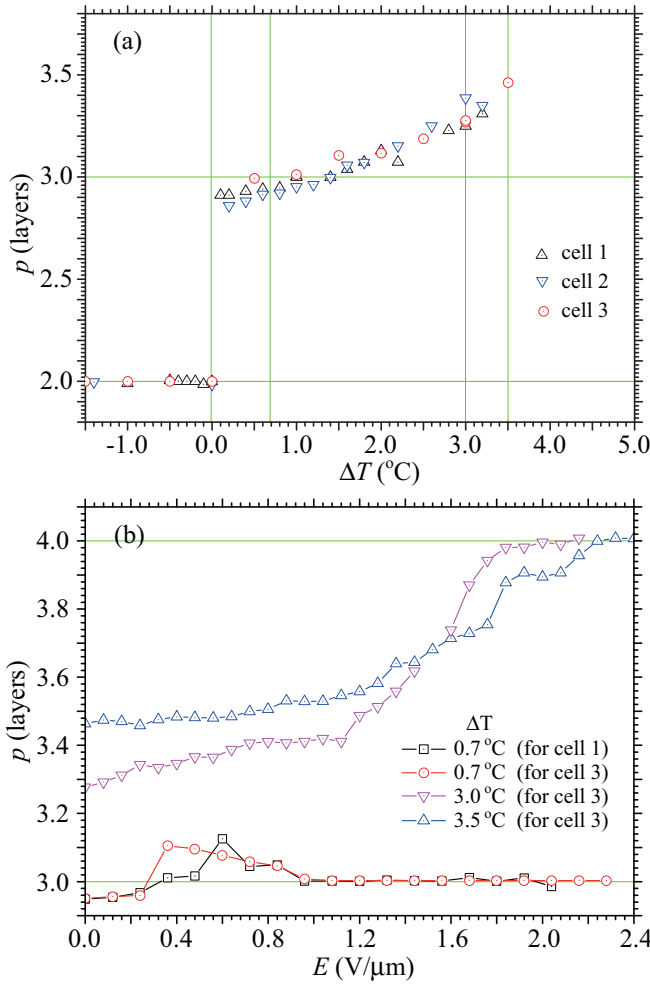 (a)
3.5
3.0
2.5
2.0
p (layers)
cell 1
cell 2
cell 3
-1.0 0.0 1.0 2.0 3.0 4.0 5.0
ΔT (°C)
(b)
4.0
3.8
3.6
3.4
3.2
3.0
p (layers)
ΔT
0.7 °C (for cell 1)
0.7 °C (for cell 3)
3.0 °C (for cell 3)
3.5 °C (for cell 3)
0.0 0.4 0.8 1.2 1.6 2.0 2.4
E (V/μm)